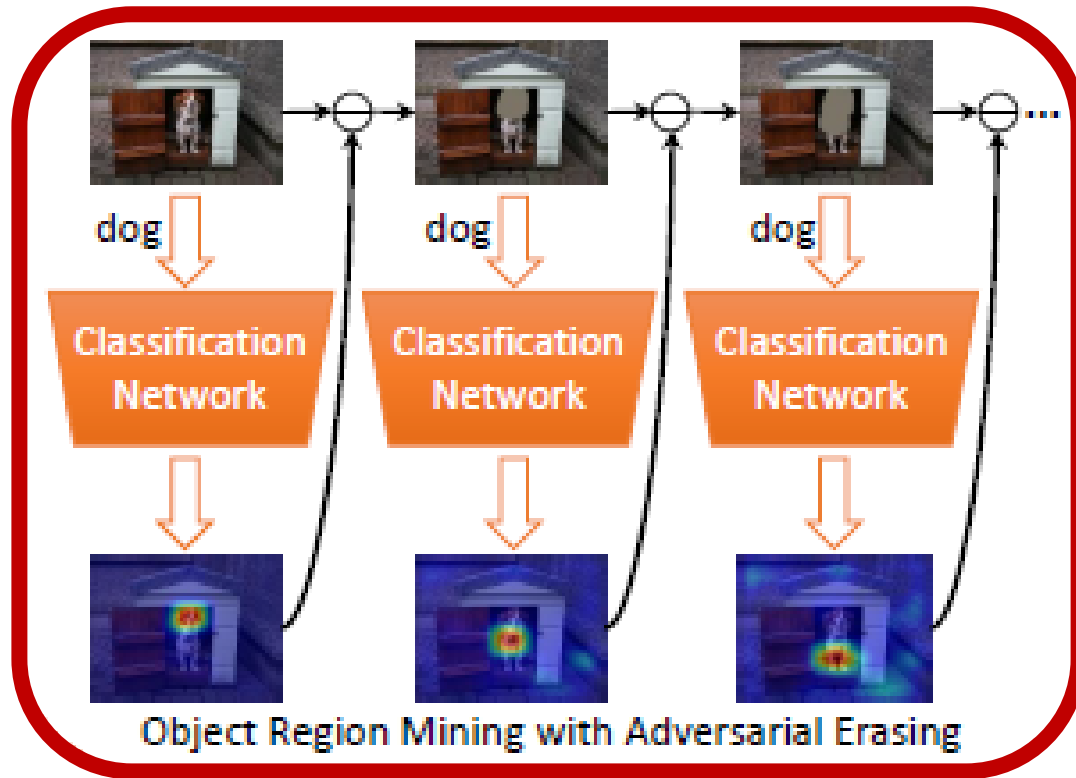 ...
dog
dog
dog
Classification
Network
Classification
Network
Classification
Network
Object Region Mining with Adversarial Erasing